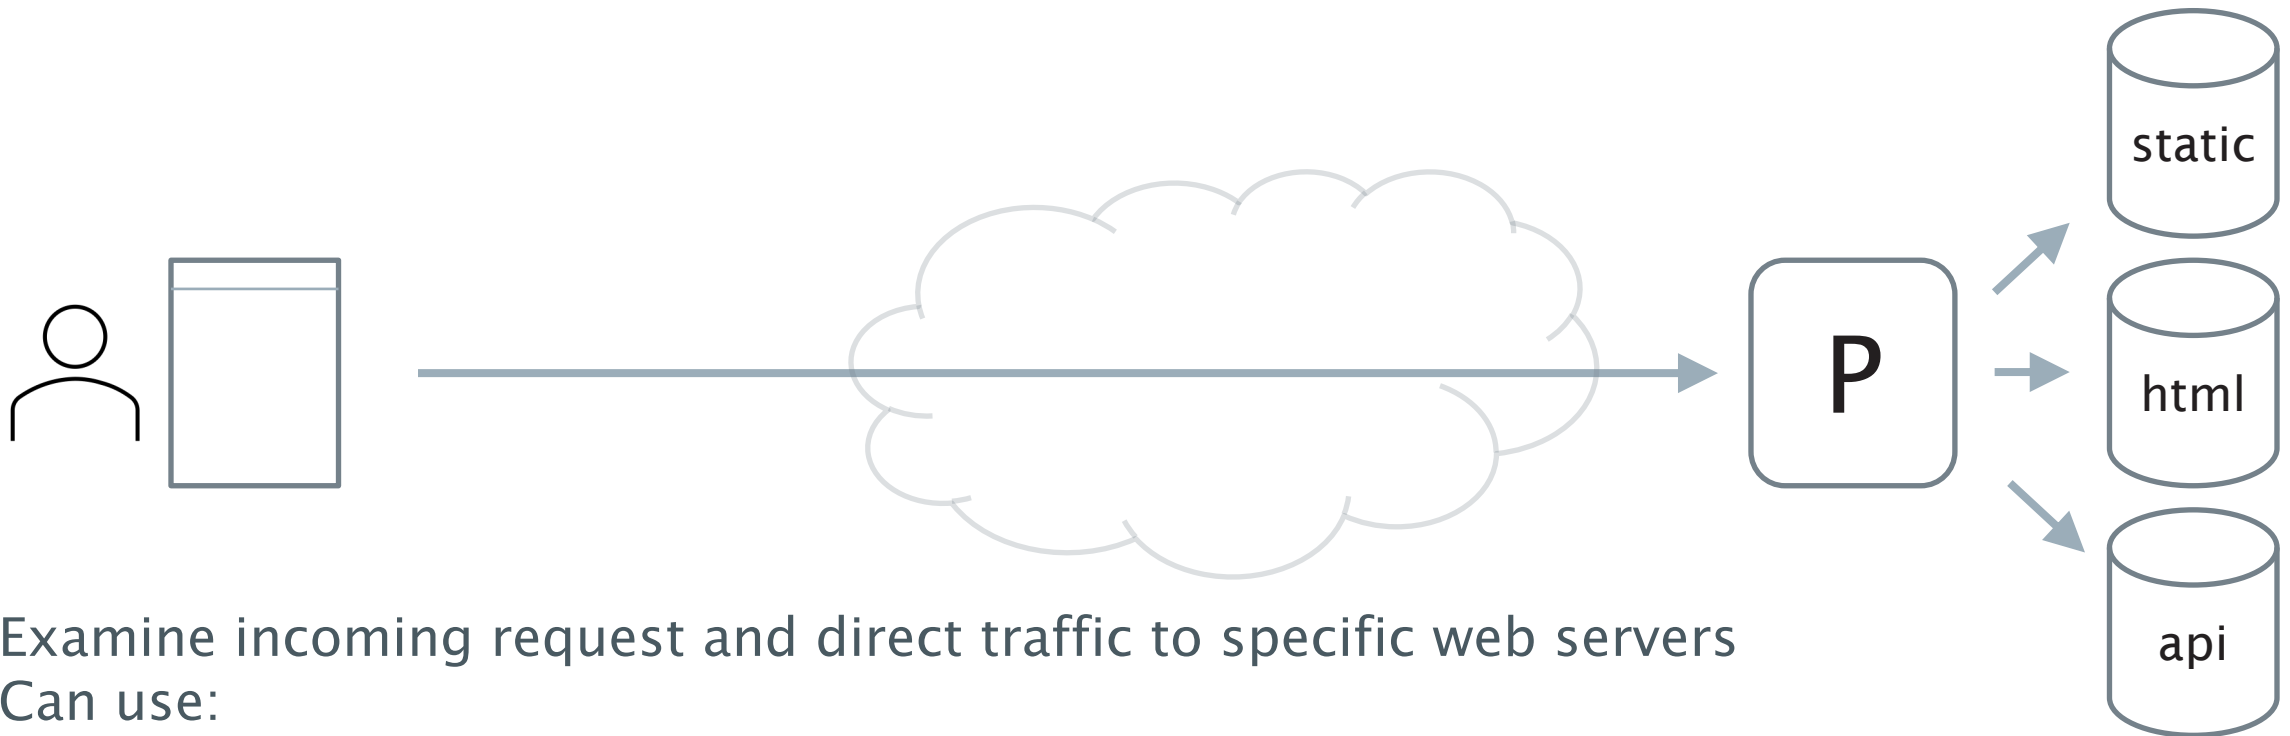 static
P
html
api
Examine incoming request and direct traffic to specific web servers
Can use: